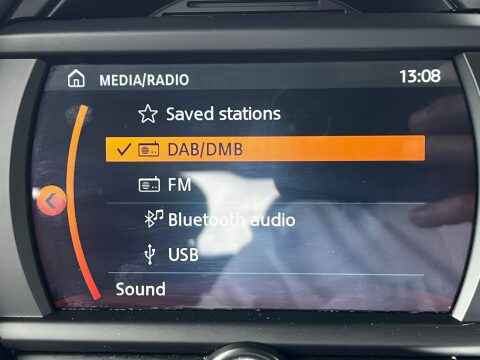 MEDIA/RADIO 13:08
Saved stations
DAB/DMB
FM
Bluetooth audio
USB
Sound